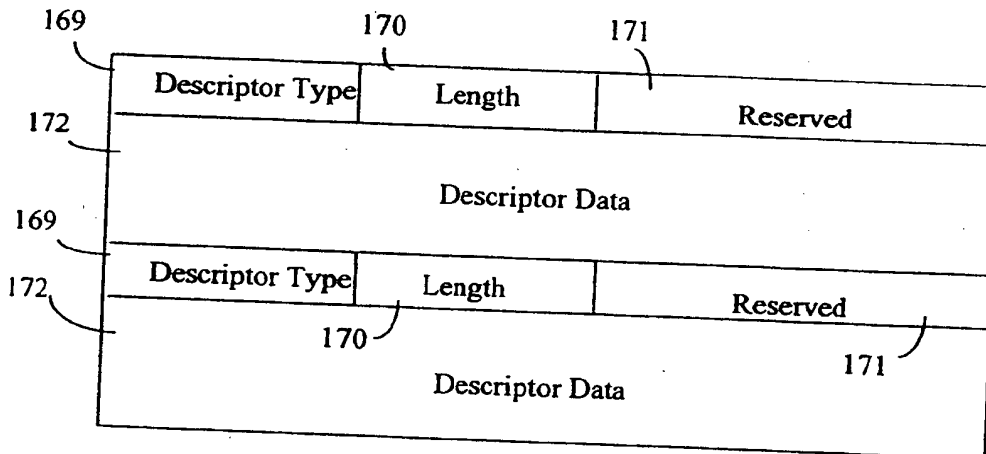 169 170 171
Descriptor Type Length Reserved
172
Descriptor Data
169
Descriptor Type Length Reserved
172
170 171
Descriptor Data